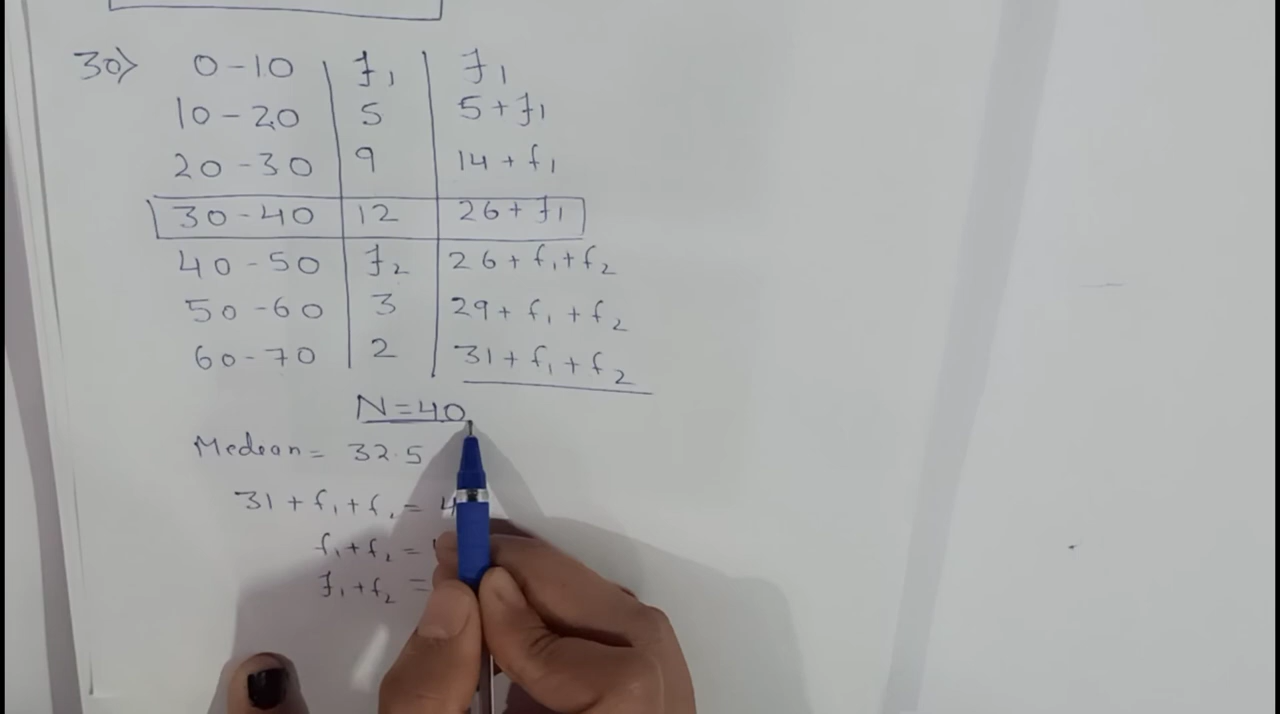 30) 0-10 f₁ f₁
10-20 5 5+f₁
20-30 9 14+f₁
30-40 12 26+f₁
40-50 f₂ 26+f₁+f₂
50-60 3 29+f₁+f₂
60-70 2 31+f₁+f₂
N=40
Median = 32.5
31+f₁+f₂ = 4
f₁+f₂ =
f₁+f₂ =